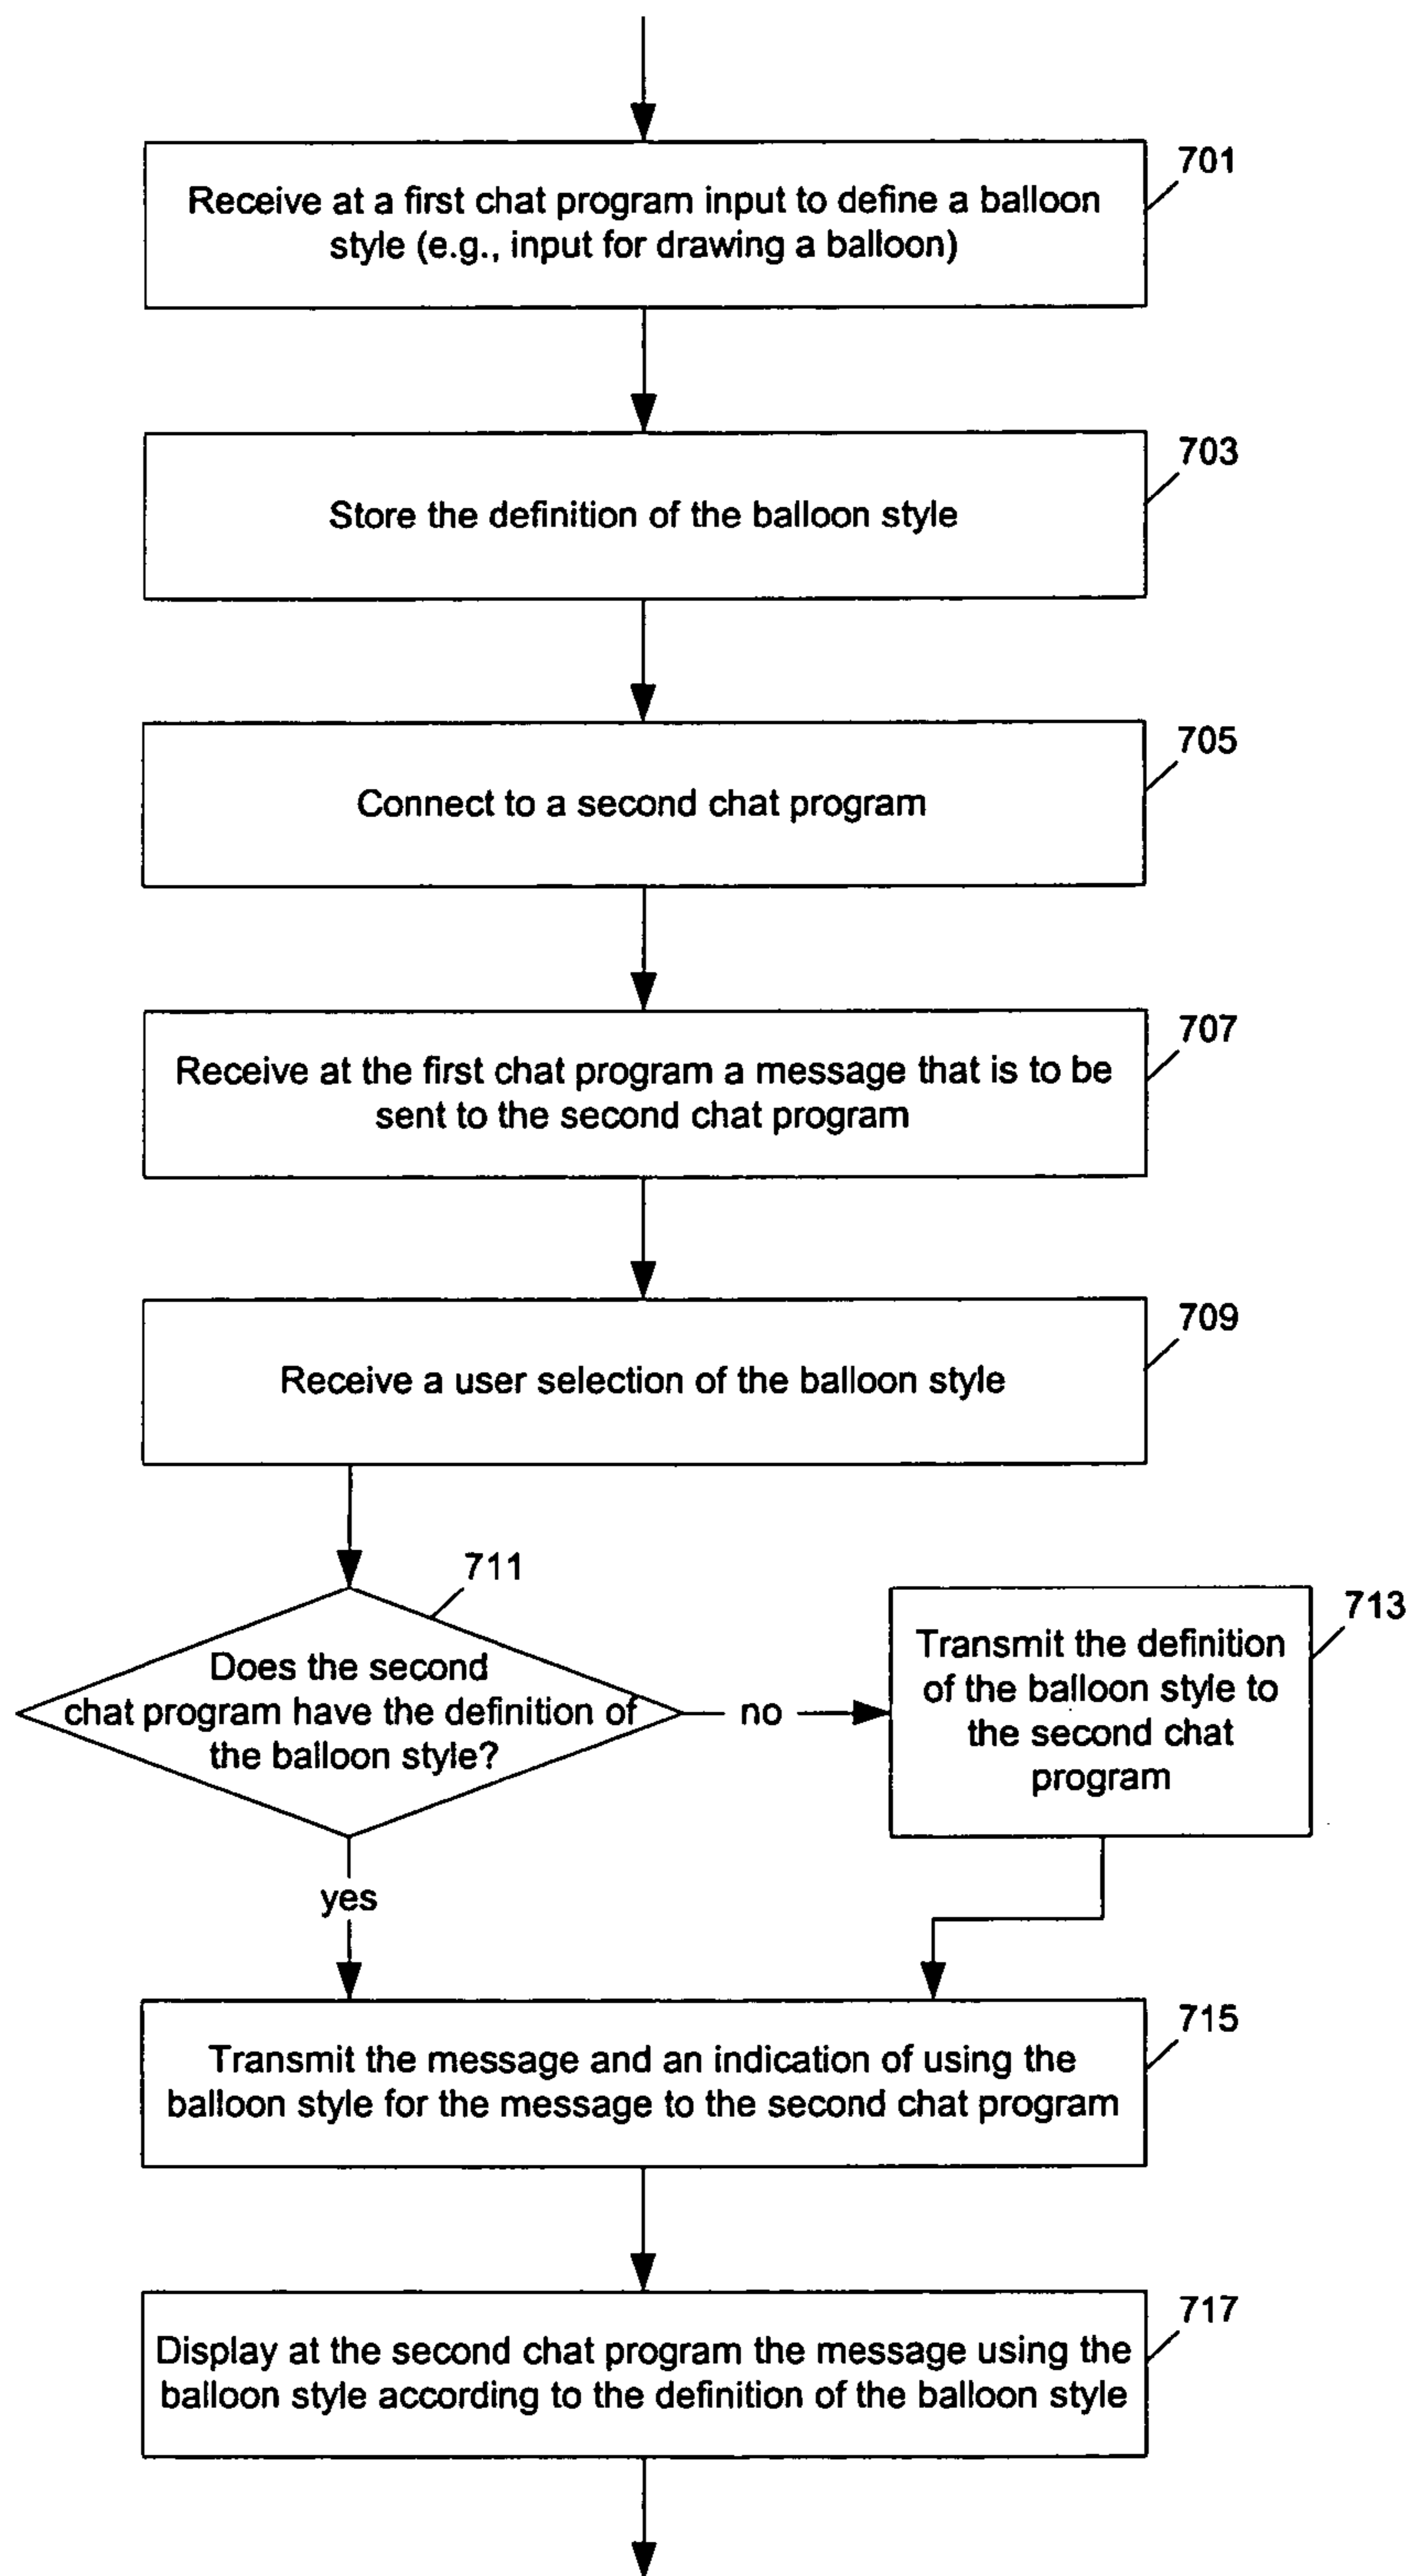 701
Receive at a first chat program input to define a balloon
style (e.g., input for drawing a balloon)
703
Store the definition of the balloon style
705
Connect to a second chat program
707
Receive at the first chat program a message that is to be
sent to the second chat program
709
Receive a user selection of the balloon style
711
Does the second
chat program have the definition of
the balloon style?
no
713
Transmit the definition
of the balloon style to
the second chat
program
yes
715
Transmit the message and an indication of using the
balloon style for the message to the second chat program
717
Display at the second chat program the message using the
balloon style according to the definition of the balloon style